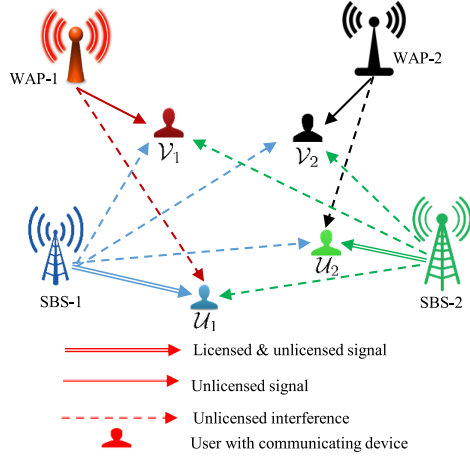 WAP-1
WAP-2
𝒱₁
𝒱₂
𝒰₂
SBS-1
SBS-2
𝒰₁
Licensed & unlicensed signal
Unlicensed signal
Unlicensed interference
User with communicating device